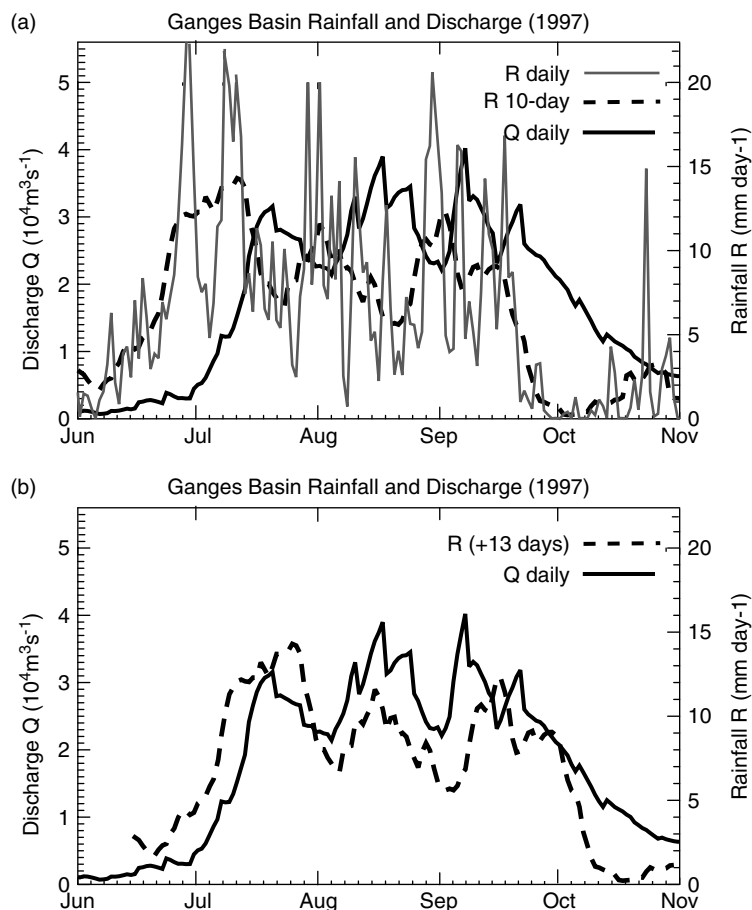 (a)
Ganges Basin Rainfall and Discharge (1997)
R daily
R 10-day
Q daily
Discharge Q (10⁴m³s⁻¹)
5
4
3
2
1
0
Rainfall R (mm day-1)
20
15
10
5
0
Jun Jul Aug Sep Oct Nov
(b)
Ganges Basin Rainfall and Discharge (1997)
R (+13 days)
Q daily
Discharge Q (10⁴m³s⁻¹)
5
4
3
2
1
0
Rainfall R (mm day-1)
20
15
10
5
0
Jun Jul Aug Sep Oct Nov